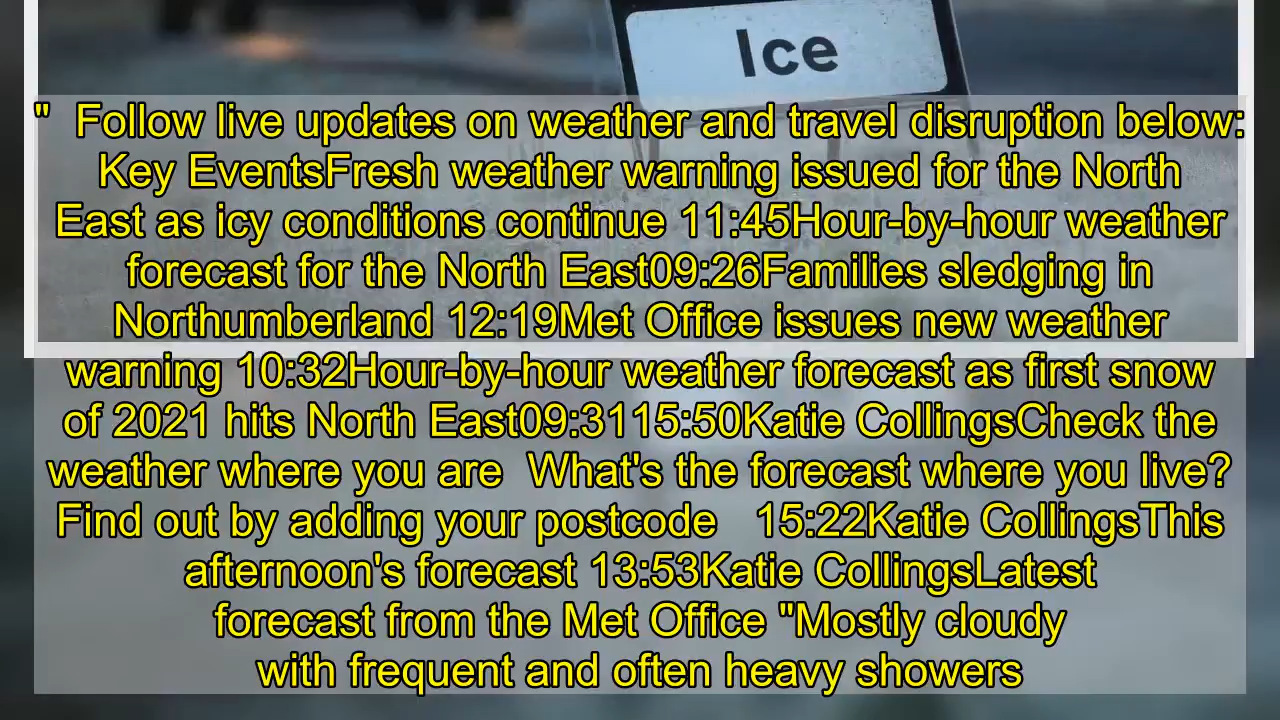 Ice
"  Follow live updates on weather and travel disruption below:
Key EventsFresh weather warning issued for the North
East as icy conditions continue 11:45Hour-by-hour weather
forecast for the North East09:26Families sledging in
Northumberland 12:19Met Office issues new weather
warning 10:32Hour-by-hour weather forecast as first snow
of 2021 hits North East09:3115:50Katie CollingsCheck the
weather where you are  What's the forecast where you live?
Find out by adding your postcode   15:22Katie CollingsThis
afternoon's forecast 13:53Katie CollingsLatest
forecast from the Met Office "Mostly cloudy
with frequent and often heavy showers